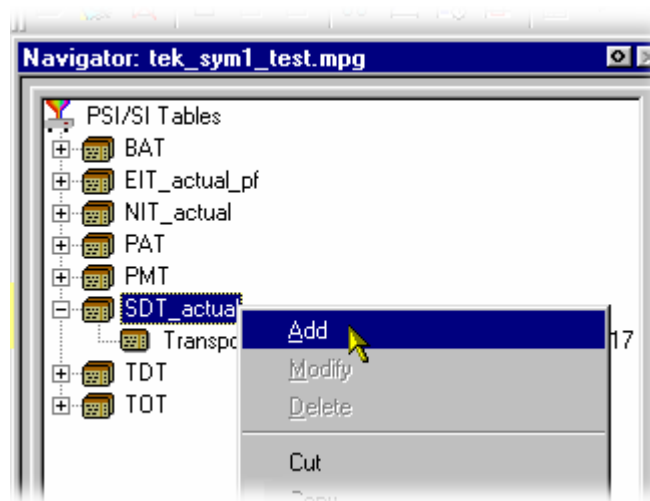 Navigator: tek_sym1_test.mpg
PSI/SI Tables
BAT
EIT_actual_pf
NIT_actual
PAT
PMT
SDT_actual
Add
Transpo
17
Modify
TDT
Delete
TOT
Cut